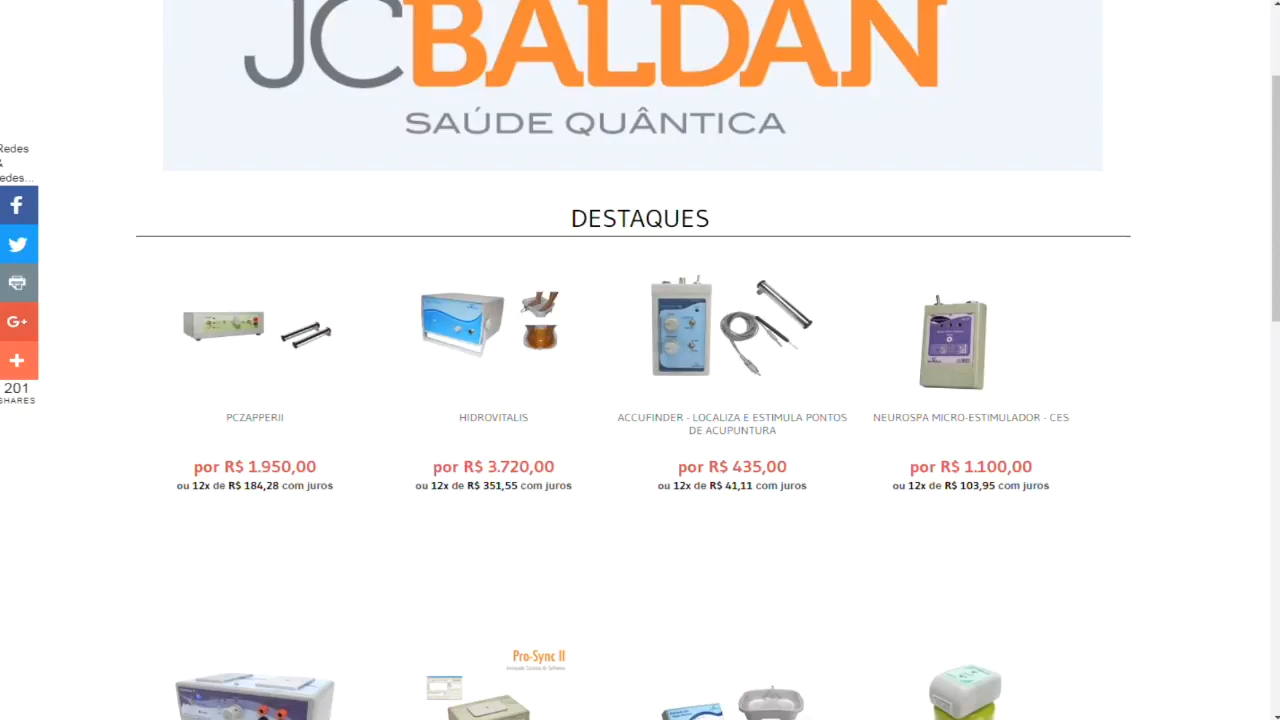 JCBALDAN
SAÚDE QUÂNTICA
Redes
&
edes...
201
SHARES
DESTAQUES
PCZAPPERII
HIDROVITALIS
ACCUFINDER - LOCALIZA E ESTIMULA PONTOS
DE ACUPUNTURA
NEUROSPA MICRO-ESTIMULADOR - CES
por R$ 1.950,00
ou 12x de R$ 184,28 com juros
por R$ 3.720,00
ou 12x de R$ 351,55 com juros
por R$ 435,00
ou 12x de R$ 41,11 com juros
por R$ 1.100,00
ou 12x de R$ 103,95 com juros
Pro-Sync II